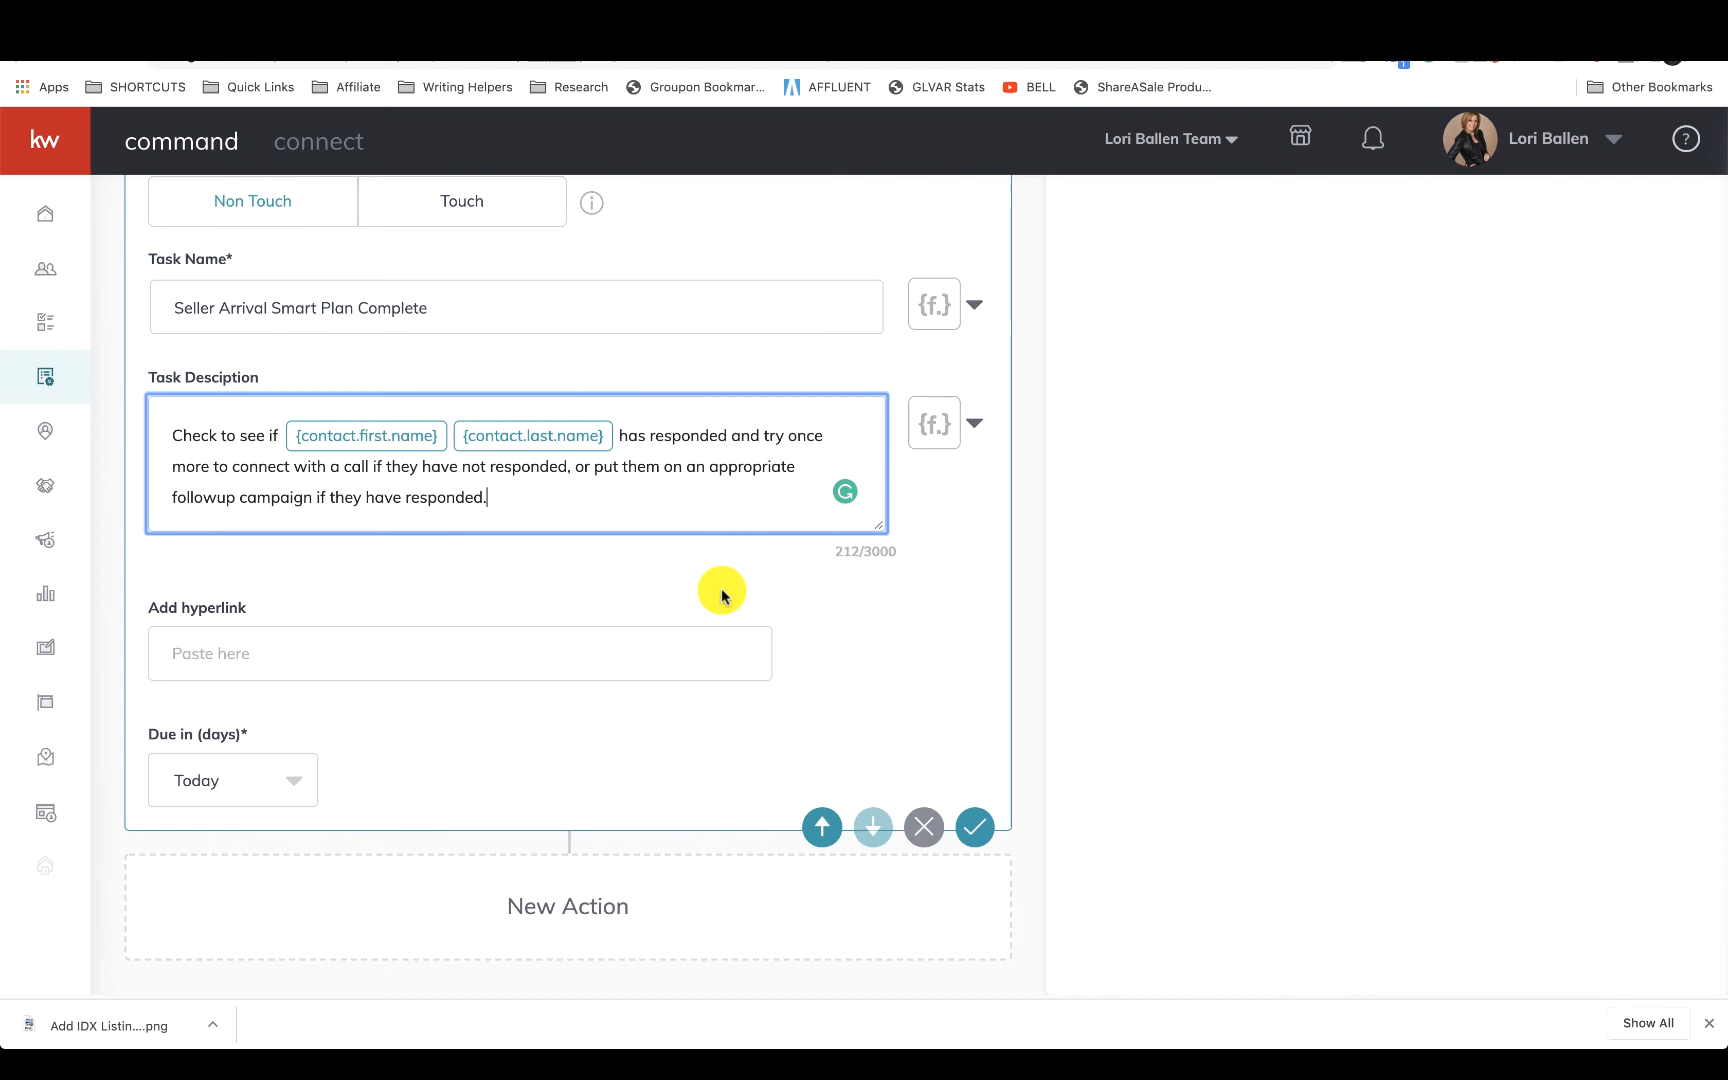 Apps SHORTCUTS Quick Links Affiliate Writing Helpers Research Groupon Bookmar... AFFLUENT GLVAR Stats BELL ShareASale Produ... Other Bookmarks
kw command connect Lori Ballen Team Lori Ballen ?
Non Touch Touch i
Task Name*
Seller Arrival Smart Plan Complete {f.}
Task Desciption
Check to see if {contact.first.name} {contact.last.name} has responded and try once {f.}
more to connect with a call if they have not responded, or put them on an appropriate
followup campaign if they have responded.
212/3000
Add hyperlink
Paste here
Due in (days)*
Today
New Action
Add IDX Listin....png Show All